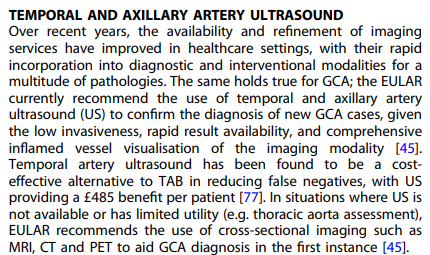 TEMPORAL AND AXILLARY ARTERY ULTRASOUND
Over recent years, the availability and refinement of imaging
services have improved in healthcare settings, with their rapid
incorporation into diagnostic and interventional modalities for a
multitude of pathologies. The same holds true for GCA; the EULAR
currently recommend the use of temporal and axillary artery
ultrasound (US) to confirm the diagnosis of new GCA cases, given
the low invasiveness, rapid result availability, and comprehensive
inflamed vessel visualisation of the imaging modality [45].
Temporal artery ultrasound has been found to be a cost-
effective alternative to TAB in reducing false negatives, with US
providing a £485 benefit per patient [77]. In situations where US is
not available or has limited utility (e.g. thoracic aorta assessment),
EULAR recommends the use of cross-sectional imaging such as
MRI, CT and PET to aid GCA diagnosis in the first instance [45].